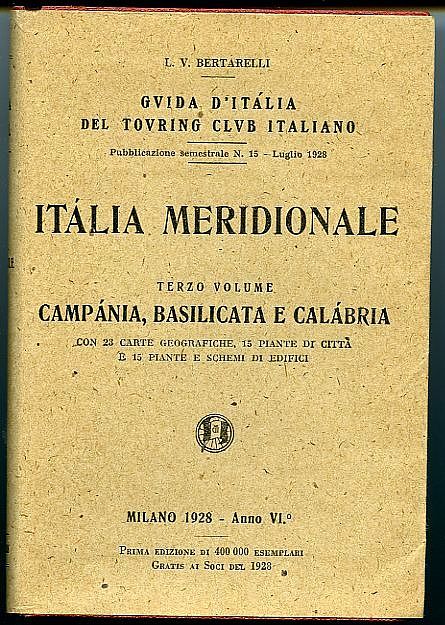 L. V. BERTARELLI
GVIDA D'ITÁLIA
DEL TOVRING CLVB ITALIANO
Pubblicazione semestrale N. 15 – Luglio 1928
ITÁLIA MERIDIONALE
TERZO VOLUME
CAMPÁNIA, BASILICATA E CALÁBRIA
CON 23 CARTE GEOGRAFICHE, 15 PIANTE DI CITTÀ
E 15 PIANTE E SCHEMI DI EDIFICI
MILANO 1928 - Anno VI.º
PRIMA EDIZIONE DI 400 000 ESEMPLARI
GRATIS AI SOCI DEL 1928